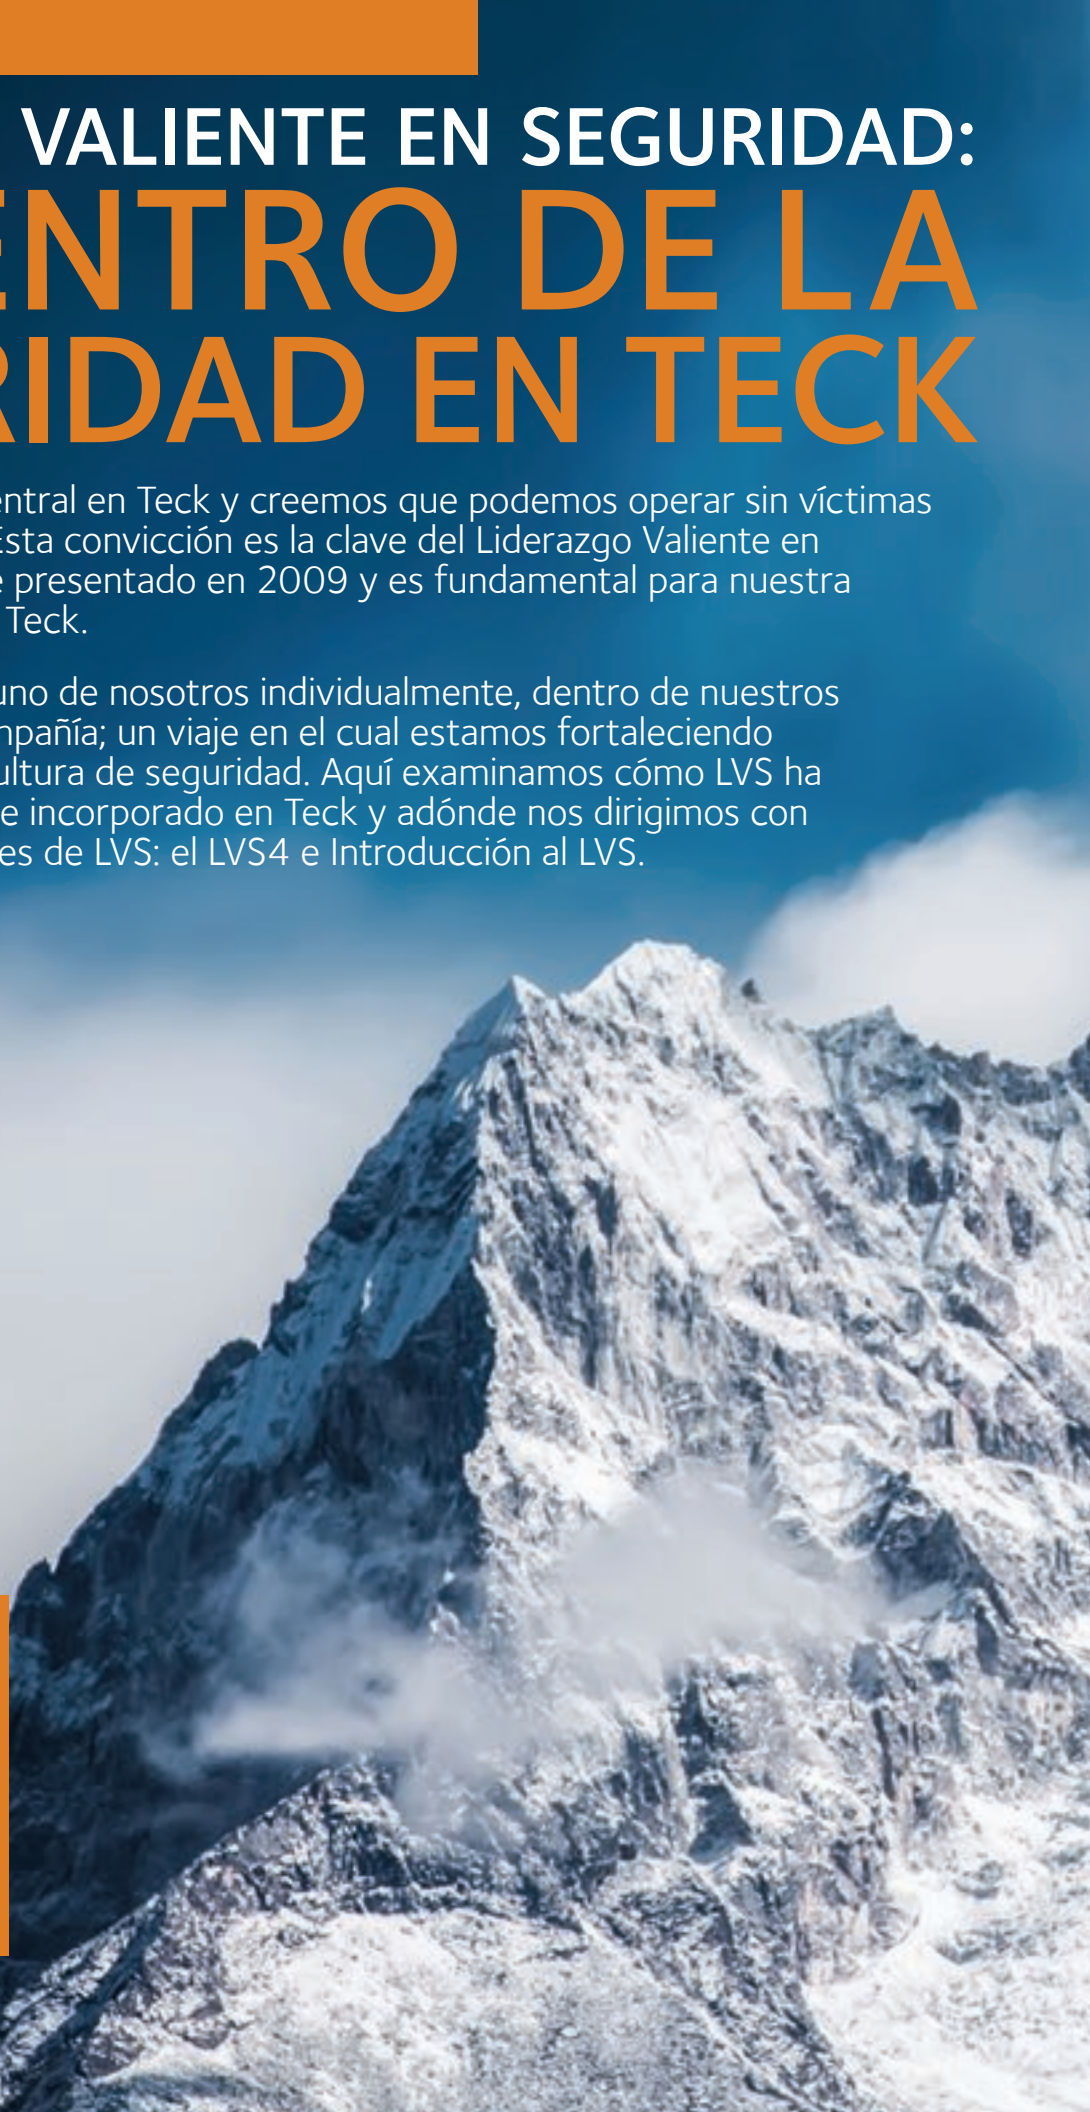 VALIENTE EN SEGURIDAD:
ENTRO DE LA
RIDAD EN TECK
entral en Teck y creemos que podemos operar sin víctimas
Esta convicción es la clave del Liderazgo Valiente en
e presentado en 2009 y es fundamental para nuestra
Teck.
uno de nosotros individualmente, dentro de nuestros
mpañía; un viaje en el cual estamos fortaleciendo
ultura de seguridad. Aquí examinamos cómo LVS ha
e incorporado en Teck y adónde nos dirigimos con
es de LVS: el LVS4 e Introducción al LVS.